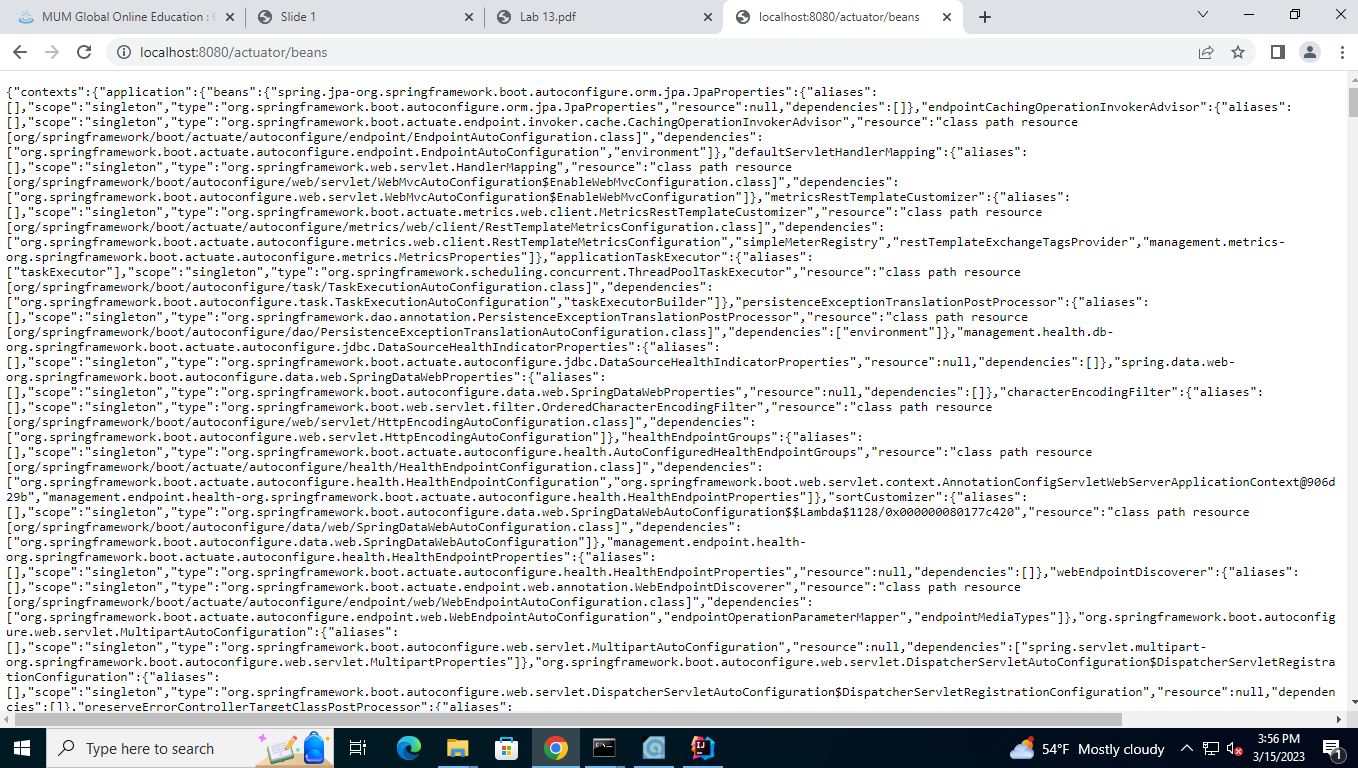 MUM Global Online Education :
Slide 1
Lab 13.pdf
localhost:8080/actuator/beans
localhost:8080/actuator/beans
{"contexts":{"application":{"beans":{"spring.jpa-org.springframework.boot.autoconfigure.orm.jpa.JpaProperties":{"aliases":
[],"scope":"singleton","type":"org.springframework.boot.autoconfigure.orm.jpa.JpaProperties","resource":null,"dependencies":[]},"endpointCachingOperationInvokerAdvisor":{"aliases":
[],"scope":"singleton","type":"org.springframework.boot.actuate.endpoint.invoker.cache.CachingOperationInvokerAdvisor","resource":"class path resource
[org/springframework/boot/actuate/autoconfigure/endpoint/EndpointAutoConfiguration.class]","dependencies":
["org.springframework.boot.actuate.autoconfigure.endpoint.EndpointAutoConfiguration","environment"]},"defaultServletHandlerMapping":{"aliases":
[],"scope":"singleton","type":"org.springframework.web.servlet.HandlerMapping","resource":"class path resource
[org/springframework/boot/autoconfigure/web/servlet/WebMvcAutoConfiguration$EnableWebMvcConfiguration.class]","dependencies":
["org.springframework.boot.autoconfigure.web.servlet.WebMvcAutoConfiguration$EnableWebMvcConfiguration"]},"metricsRestTemplateCustomizer":{"aliases":
[],"scope":"singleton","type":"org.springframework.boot.actuate.metrics.web.client.MetricsRestTemplateCustomizer","resource":"class path resource
[org/springframework/boot/actuate/autoconfigure/metrics/web/client/RestTemplateMetricsConfiguration.class]","dependencies":
["org.springframework.boot.actuate.autoconfigure.metrics.web.client.RestTemplateMetricsConfiguration","simpleMeterRegistry","restTemplateExchangeTagsProvider","management.metrics-
org.springframework.boot.actuate.autoconfigure.metrics.MetricsProperties"]},"applicationTaskExecutor":{"aliases":
["taskExecutor"],"scope":"singleton","type":"org.springframework.scheduling.concurrent.ThreadPoolTaskExecutor","resource":"class path resource
[org/springframework/boot/autoconfigure/task/TaskExecutionAutoConfiguration.class]","dependencies":
["org.springframework.boot.autoconfigure.task.TaskExecutionAutoConfiguration","taskExecutorBuilder"]},"persistenceExceptionTranslationPostProcessor":{"aliases":
[],"scope":"singleton","type":"org.springframework.dao.annotation.PersistenceExceptionTranslationPostProcessor","resource":"class path resource
[org/springframework/boot/autoconfigure/dao/PersistenceExceptionTranslationAutoConfiguration.class]","dependencies":["environment"]},"management.health.db-
org.springframework.boot.actuate.autoconfigure.jdbc.DataSourceHealthIndicatorProperties":{"aliases":
[],"scope":"singleton","type":"org.springframework.boot.actuate.autoconfigure.jdbc.DataSourceHealthIndicatorProperties","resource":null,"dependencies":[]},"spring.data.web-
org.springframework.boot.autoconfigure.data.web.SpringDataWebProperties":{"aliases":
[],"scope":"singleton","type":"org.springframework.boot.autoconfigure.data.web.SpringDataWebProperties","resource":null,"dependencies":[]},"characterEncodingFilter":{"aliases":
[],"scope":"singleton","type":"org.springframework.boot.web.servlet.filter.OrderedCharacterEncodingFilter","resource":"class path resource
[org/springframework/boot/autoconfigure/web/servlet/HttpEncodingAutoConfiguration.class]","dependencies":
["org.springframework.boot.autoconfigure.web.servlet.HttpEncodingAutoConfiguration"]},"healthEndpointGroups":{"aliases":
[],"scope":"singleton","type":"org.springframework.boot.actuate.autoconfigure.health.AutoConfiguredHealthEndpointGroups","resource":"class path resource
[org/springframework/boot/actuate/autoconfigure/health/HealthEndpointConfiguration.class]","dependencies":
["org.springframework.boot.actuate.autoconfigure.health.HealthEndpointConfiguration","org.springframework.boot.web.servlet.context.AnnotationConfigServletWebServerApplicationContext@906d
29b","management.endpoint.health-org.springframework.boot.actuate.autoconfigure.health.HealthEndpointProperties"]},"sortCustomizer":{"aliases":
[],"scope":"singleton","type":"org.springframework.boot.autoconfigure.data.web.SpringDataWebAutoConfiguration$$Lambda$1128/0x000000080177c420","resource":"class path resource
[org/springframework/boot/autoconfigure/data/web/SpringDataWebAutoConfiguration.class]","dependencies":
["org.springframework.boot.autoconfigure.data.web.SpringDataWebAutoConfiguration"]},"management.endpoint.health-
org.springframework.boot.actuate.autoconfigure.health.HealthEndpointProperties":{"aliases":
[],"scope":"singleton","type":"org.springframework.boot.actuate.autoconfigure.health.HealthEndpointProperties","resource":null,"dependencies":[]},"webEndpointDiscoverer":{"aliases":
[],"scope":"singleton","type":"org.springframework.boot.actuate.endpoint.web.annotation.WebEndpointDiscoverer","resource":"class path resource
[org/springframework/boot/actuate/autoconfigure/endpoint/web/WebEndpointAutoConfiguration.class]","dependencies":
["org.springframework.boot.actuate.autoconfigure.endpoint.web.WebEndpointAutoConfiguration","endpointOperationParameterMapper","endpointMediaTypes"]},"org.springframework.boot.autoconfig
ure.web.servlet.MultipartAutoConfiguration":{"aliases":
[],"scope":"singleton","type":"org.springframework.boot.autoconfigure.web.servlet.MultipartAutoConfiguration","resource":null,"dependencies":["spring.servlet.multipart-
org.springframework.boot.autoconfigure.web.servlet.MultipartProperties"]},"org.springframework.boot.autoconfigure.web.servlet.DispatcherServletAutoConfiguration$DispatcherServletRegistra
tionConfiguration":{"aliases":
[],"scope":"singleton","type":"org.springframework.boot.autoconfigure.web.servlet.DispatcherServletAutoConfiguration$DispatcherServletRegistrationConfiguration","resource":null,"dependen
cies":[]},"preserveErrorControllerTargetClassPostProcessor":{"aliases":
Type here to search
54°F Mostly cloudy
3:56 PM
3/15/2023
1